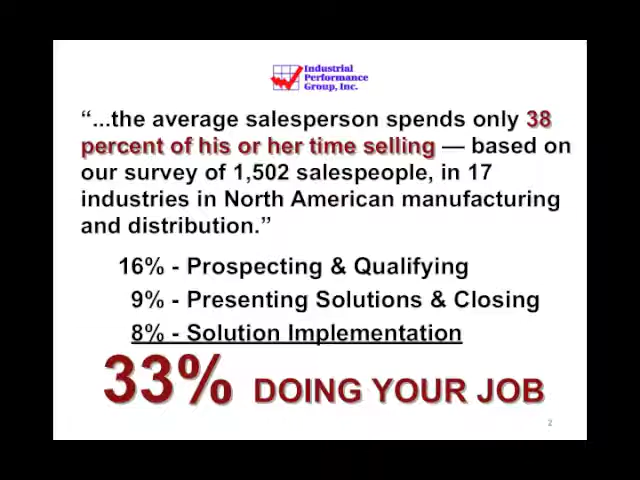 Industrial
Performance
Group, Inc.
“...the average salesperson spends only 38
percent of his or her time selling — based on
our survey of 1,502 salespeople, in 17
industries in North American manufacturing
and distribution.”
16% - Prospecting & Qualifying
9% - Presenting Solutions & Closing
8% - Solution Implementation
33% DOING YOUR JOB
2